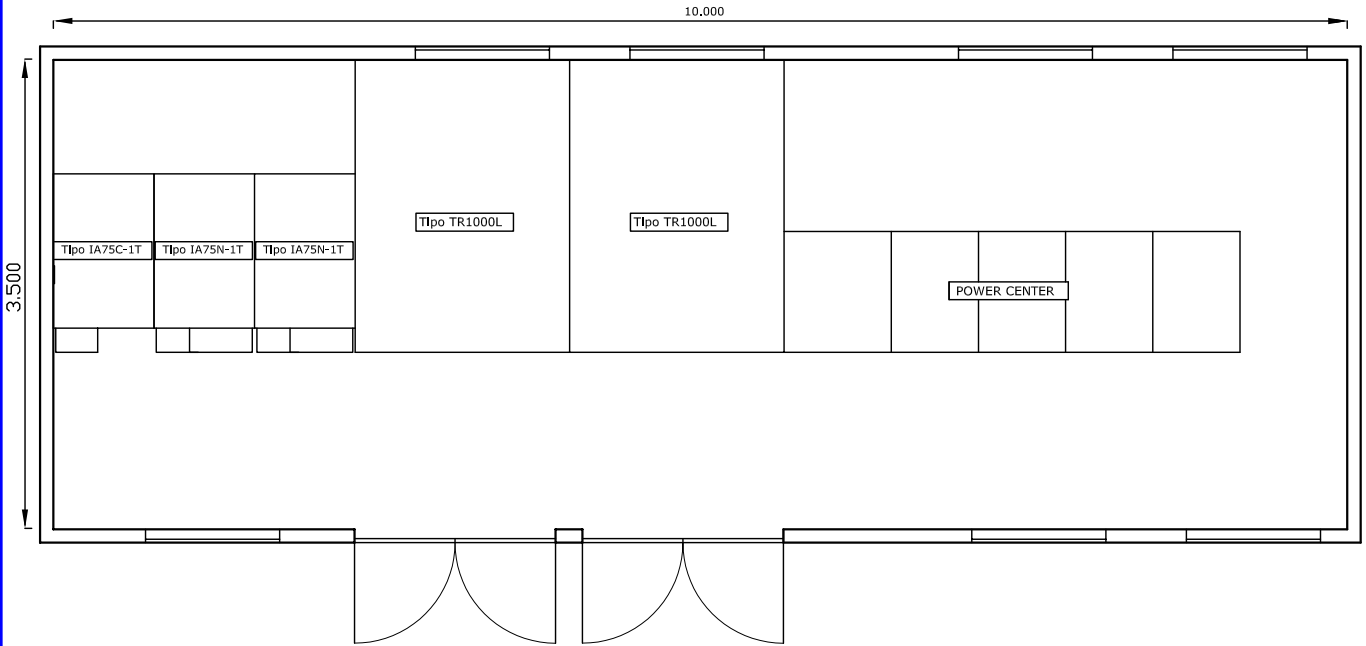 10.000
TIpo TR1000L
TIpo TR1000L
TIpo IA75C-1T
TIpo IA75N-1T
TIpo IA75N-1T
3.500
POWER CENTER